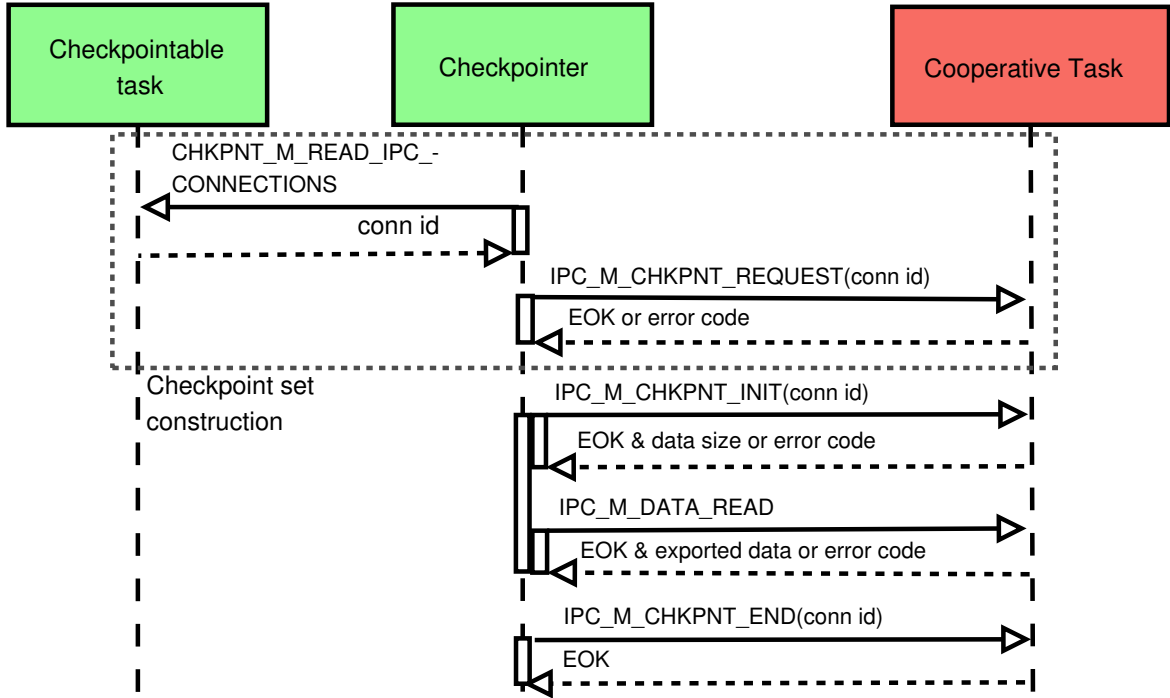 Checkpointable
task
Checkpointer
Cooperative Task
CHKPNT_M_READ_IPC_-
CONNECTIONS
conn id
IPC_M_CHKPNT_REQUEST(conn id)
EOK or error code
Checkpoint set
construction
IPC_M_CHKPNT_INIT(conn id)
EOK & data size or error code
IPC_M_DATA_READ
EOK & exported data or error code
IPC_M_CHKPNT_END(conn id)
EOK